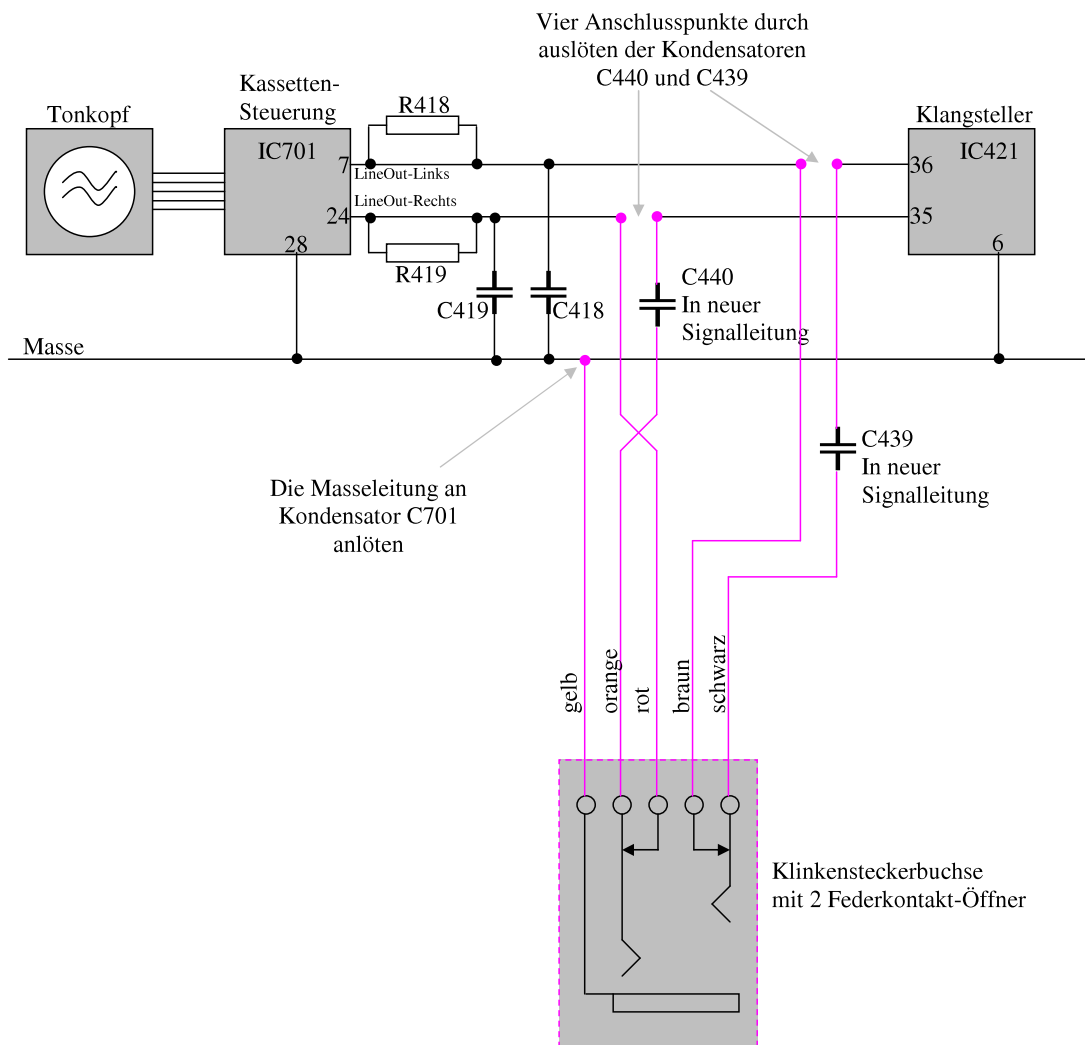 Vier Anschlusspunkte durch
auslöten der Kondensatoren
C440 und C439
Kassetten-
Steuerung
Tonkopf
R418
Klangsteller
IC701
IC421
7
LineOut-Links
36
LineOut-Rechts
24
35
28
6
R419
C440
In neuer
Signalleitung
C419
C418
Masse
C439
In neuer
Signalleitung
Die Masseleitung an
Kondensator C701
anlöten
gelb
orange
rot
braun
schwarz
Klinkensteckerbuchse
mit 2 Federkontakt-Öffner